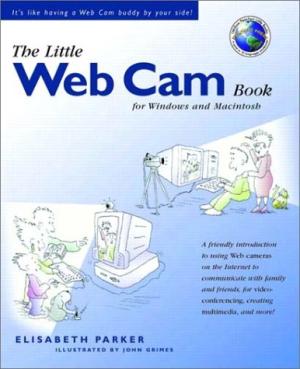 It's like having a Web Cam buddy by your side!
The Little
Web Cam
Book
for Windows and Macintosh
A friendly introduction
to using Web cameras
on the Internet to
communicate with family
and friends, for video-
conferencing, creating
multimedia, and more!
ELISABETH PARKER
ILLUSTRATED BY JOHN GRIMES